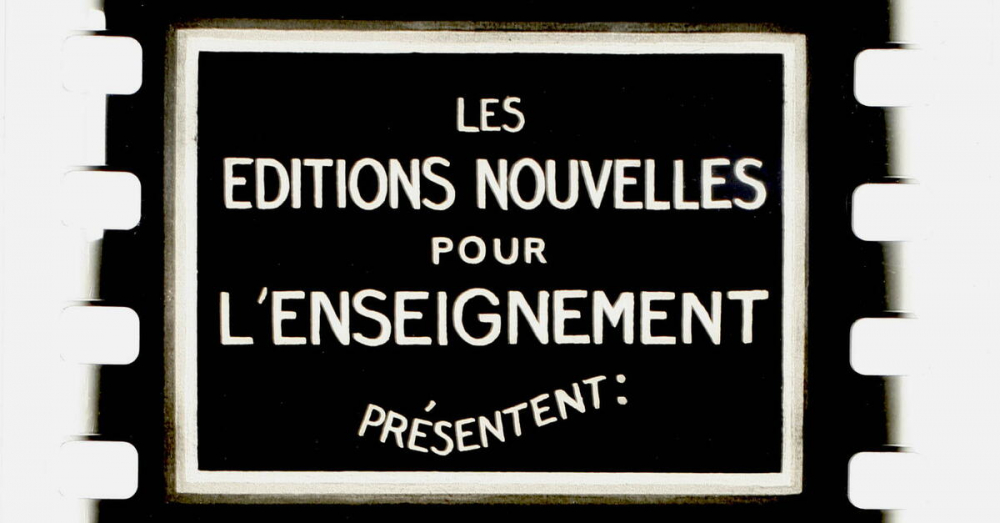 LES
EDITIONS NOUVELLES
POUR
L'ENSEIGNEMENT
PRÉSENTENT: